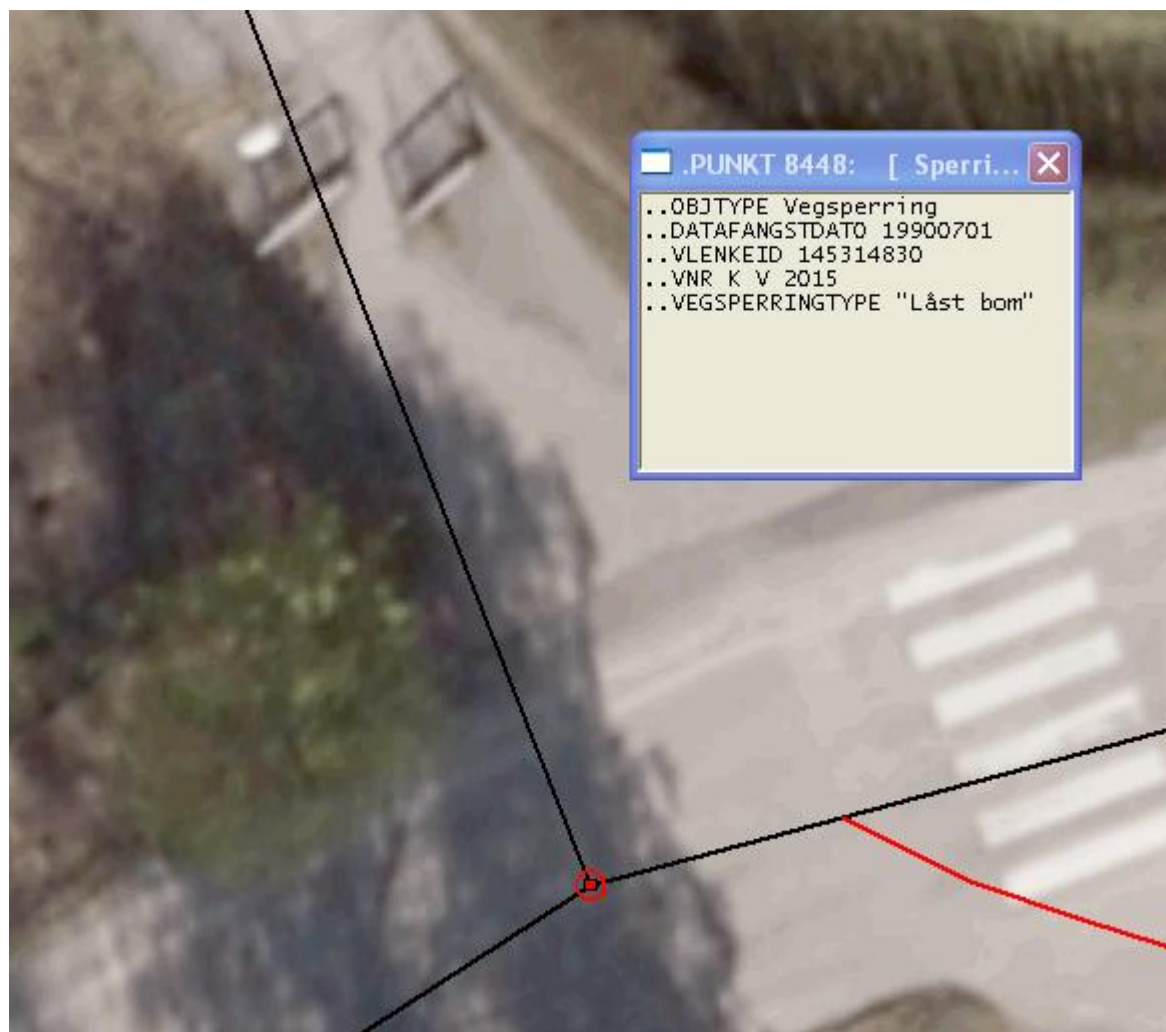 .PUNKT 8448: [ Sperri...
..OBJTYPE Vegsperring
..DATAFANGSTDATO 19900701
..VLENKEID 145314830
..VNR K V 2015
..VEGSPERRINGTYPE "Låst bom"